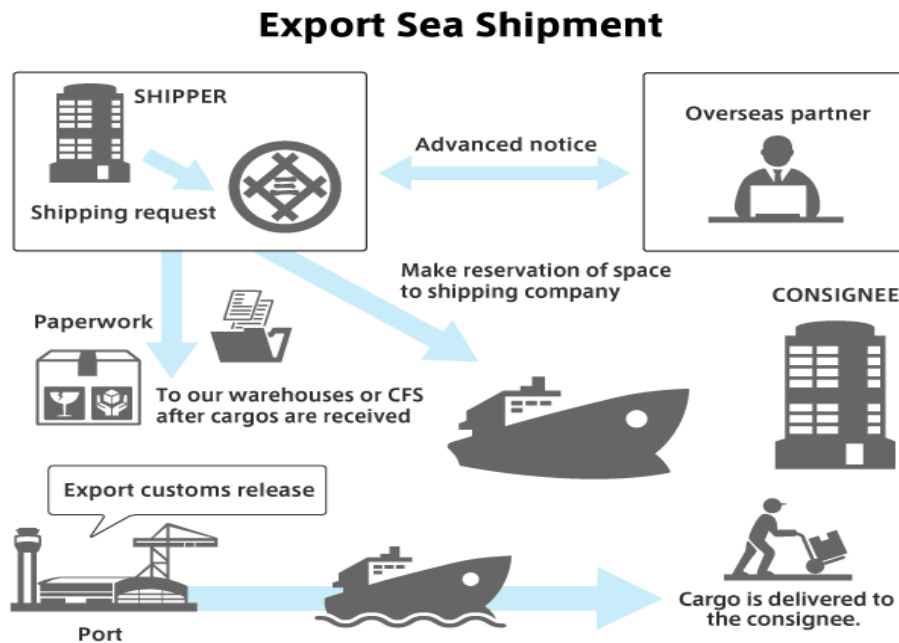 Export Sea Shipment
SHIPPER
Shipping request
Advanced notice
Overseas partner
Make reservation of space
to shipping company
CONSIGNEE
Paperwork
To our warehouses or CFS
after cargos are received
Export customs release
Port
Cargo is delivered to
the consignee.